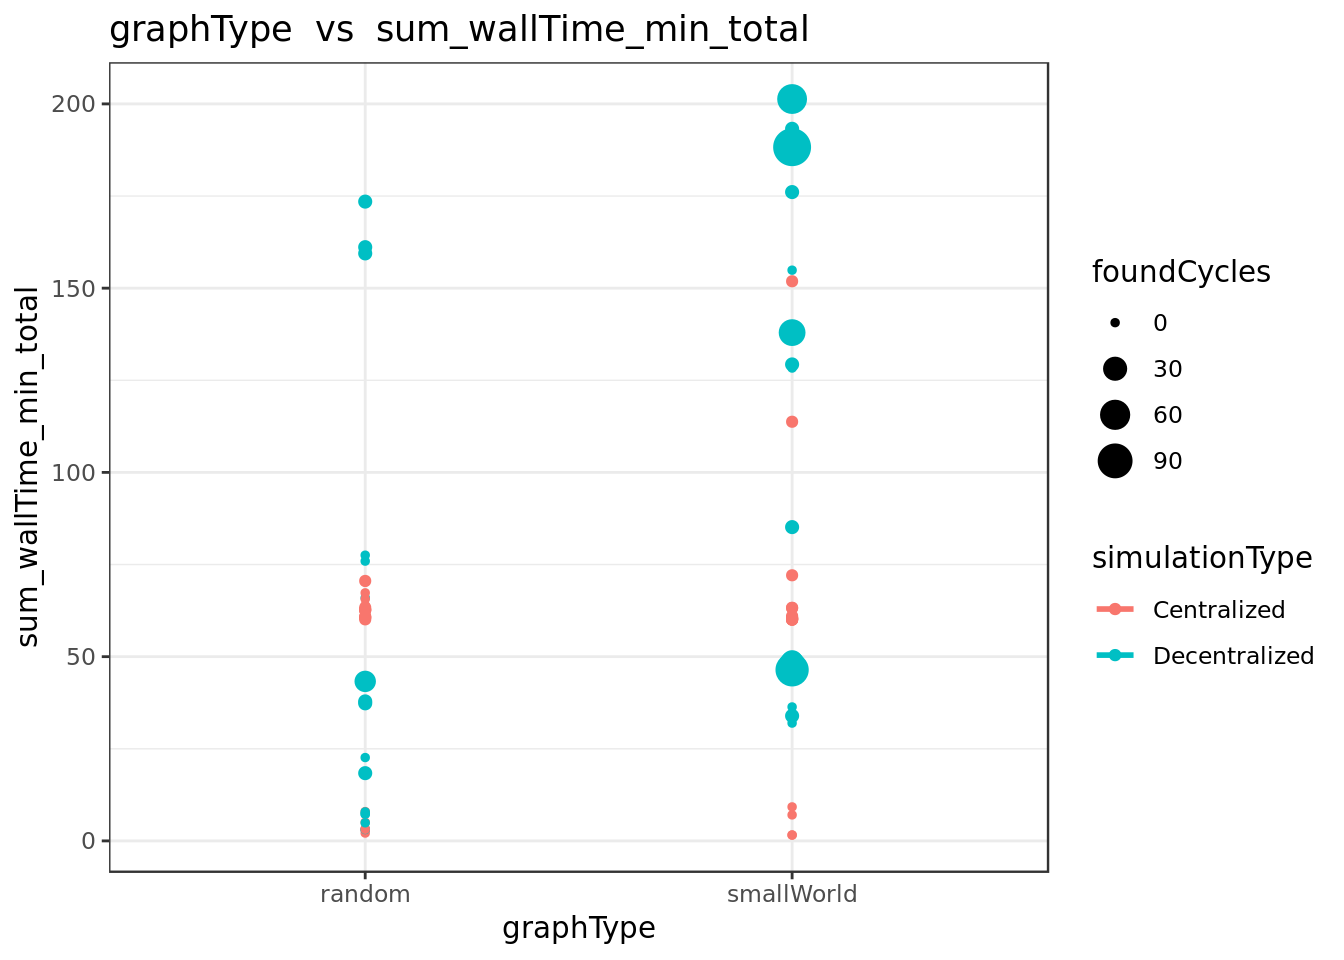 graphType  vs  sum_wallTime_min_total
sum_wallTime_min_total
200
150
100
50
0
random
smallWorld
graphType
foundCycles
0
30
60
90
simulationType
Centralized
Decentralized